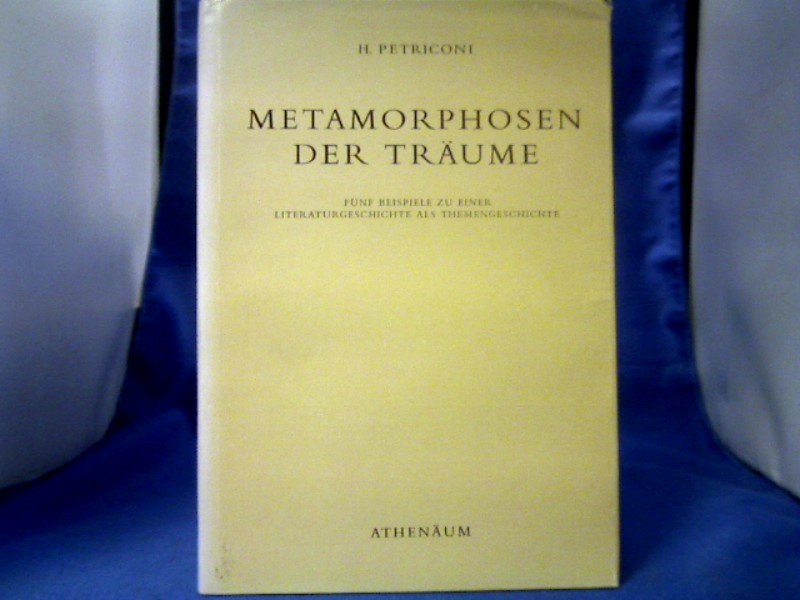 H. PETRICONI
METAMORPHOSEN
DER TRÄUME
FÜNF BEISPIELE ZU EINER
LITERATURGESCHICHTE ALS THEMENGESCHICHTE
ATHENÄUM